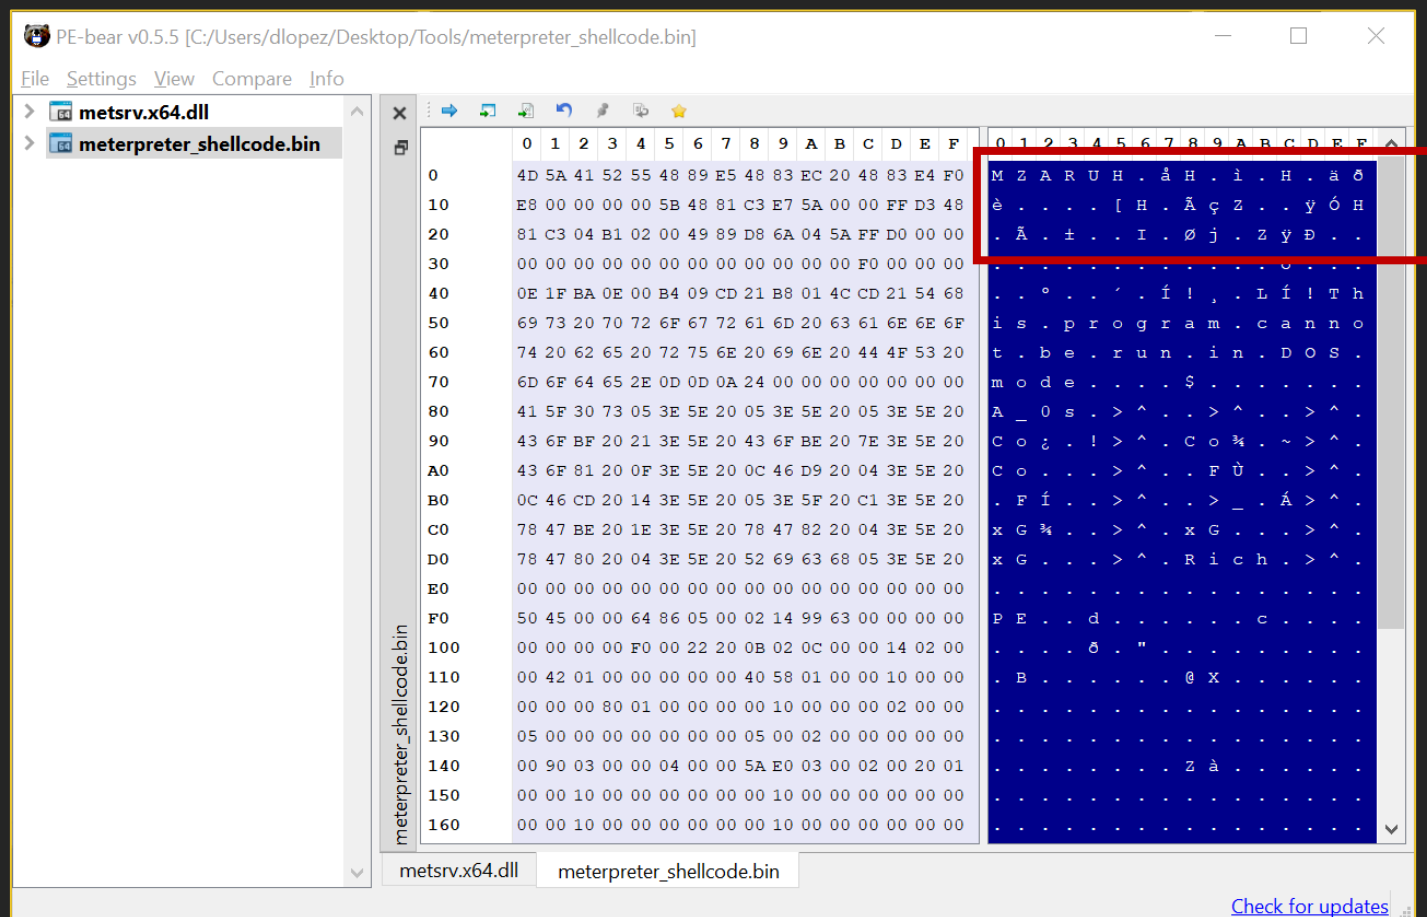 PE-bear v0.5.5 [C:/Users/dlopez/Desktop/Tools/meterpreter_shellcode.bin]
File Settings View Compare Info
metsrv.x64.dll
meterpreter_shellcode.bin
0 1 2 3 4 5 6 7 8 9 A B C D E F 0 1 2 3 4 5 6 7 8 9 A B C D E F
0 4D 5A 41 52 55 48 89 E5 48 83 EC 20 48 83 E4 F0 M Z A R U H . å H . ì . H . ä ð
10 E8 00 00 00 00 5B 48 81 C3 E7 5A 00 00 FF D3 48 è . . . . [ H . Ã ç Z . . ÿ Ó H
20 81 C3 04 B1 02 00 49 89 D8 6A 04 5A FF D0 00 00 . Ã . ± . . I . Ø j . Z ÿ Ð . .
30 00 00 00 00 00 00 00 00 00 00 00 00 F0 00 00 00 . . . . . . . . . . . . ð . . .
40 0E 1F BA 0E 00 B4 09 CD 21 B8 01 4C CD 21 54 68 . . º . . ´ . Í ! ¸ . L Í ! T h
50 69 73 20 70 72 6F 67 72 61 6D 20 63 61 6E 6E 6F i s . p r o g r a m . c a n n o
60 74 20 62 65 20 72 75 6E 20 69 6E 20 44 4F 53 20 t . b e . r u n . i n . D O S .
70 6D 6F 64 65 2E 0D 0D 0A 24 00 00 00 00 00 00 00 m o d e . . . . $ . . . . . . .
80 41 5F 30 73 05 3E 5E 20 05 3E 5E 20 05 3E 5E 20 A _ 0 s . > ^ . . > ^ . . > ^ .
90 43 6F BF 20 21 3E 5E 20 43 6F BE 20 7E 3E 5E 20 C o ¿ . ! > ^ . C o ¾ . ~ > ^ .
A0 43 6F 81 20 0F 3E 5E 20 0C 46 D9 20 04 3E 5E 20 C o . . . > ^ . . F Ù . . > ^ .
B0 0C 46 CD 20 14 3E 5E 20 05 3E 5F 20 C1 3E 5E 20 . F Í . . > ^ . . > _ . Á > ^ .
C0 78 47 BE 20 1E 3E 5E 20 78 47 82 20 04 3E 5E 20 x G ¾ . . > ^ . x G . . . > ^ .
D0 78 47 80 20 04 3E 5E 20 52 69 63 68 05 3E 5E 20 x G . . . > ^ . R i c h . > ^ .
E0 00 00 00 00 00 00 00 00 00 00 00 00 00 00 00 00 . . . . . . . . . . . . . . . .
F0 50 45 00 00 64 86 05 00 02 14 99 63 00 00 00 00 P E . . d . . . . . . c . . . .
100 00 00 00 00 F0 00 22 20 0B 02 0C 00 00 14 02 00 . . . . ð . " . . . . . . . . .
110 00 42 01 00 00 00 00 00 40 58 01 00 00 10 00 00 . B . . . . . . @ X . . . . . .
120 00 00 00 80 01 00 00 00 00 10 00 00 00 02 00 00 . . . . . . . . . . . . . . . .
130 05 00 00 00 00 00 00 00 05 00 02 00 00 00 00 00 . . . . . . . . . . . . . . . .
140 00 90 03 00 00 04 00 00 5A E0 03 00 02 00 20 01 . . . . . . . . Z à . . . . . .
150 00 00 10 00 00 00 00 00 00 10 00 00 00 00 00 00 . . . . . . . . . . . . . . . .
160 00 00 10 00 00 00 00 00 00 10 00 00 00 00 00 00 . . . . . . . . . . . . . . . .
meterpreter_shellcode.bin
metsrv.x64.dll meterpreter_shellcode.bin
Check for updates